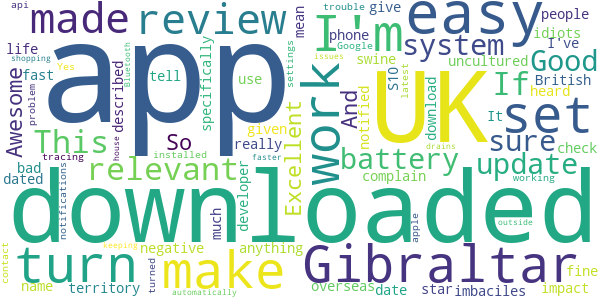 api
made
review
I'm
mean
trouble
give
easy
people
life
shopping
app
phone
Google
system
idiots
fast
Yes
Bluetooth
described
tell
specifically
use
settings
issues
swine
uncultured
I've
Good
Awesome
problem
This
So
given
Excellent
work
And
notified
UK
iOS
latest
download
If
British
heard
set
It
tracing
house
installed
really
faster
battery
drains
sure
check
bad
dated
notifications
relevant
developer
complain
update
working
downloaded
outside
contact
turn
keeping
negative
much
turned
anything
make
Gibraltar
apple
name
territory
automatically
overseas
date
star
imbaciles
fine
impact